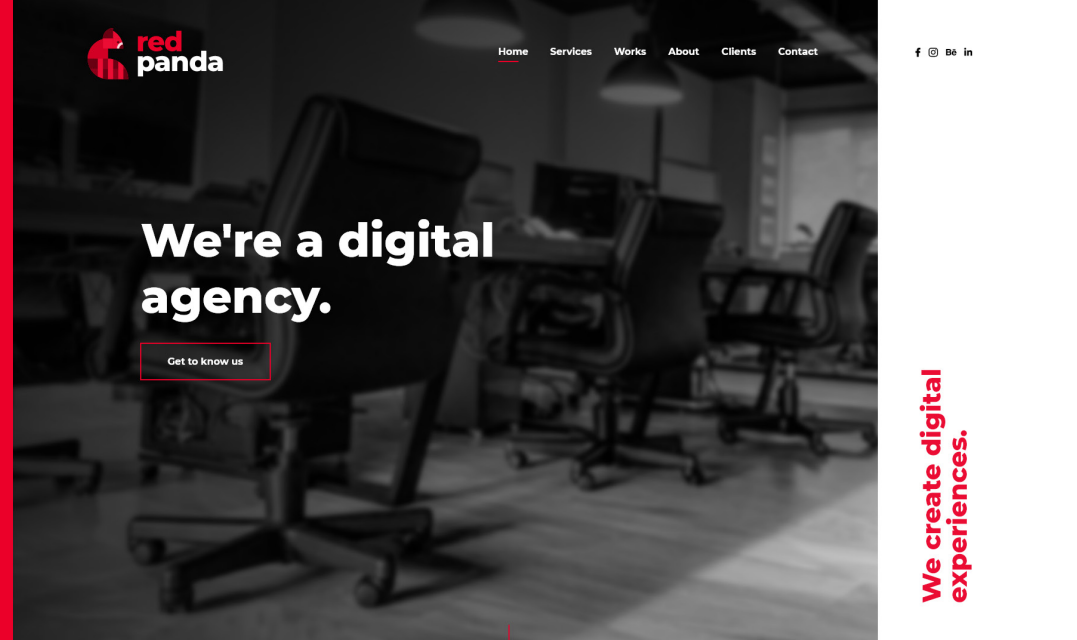 red
panda
Home Services Works About Clients Contact
Bē in
We're a digital
agency.
Get to know us
We create digital
experiences.